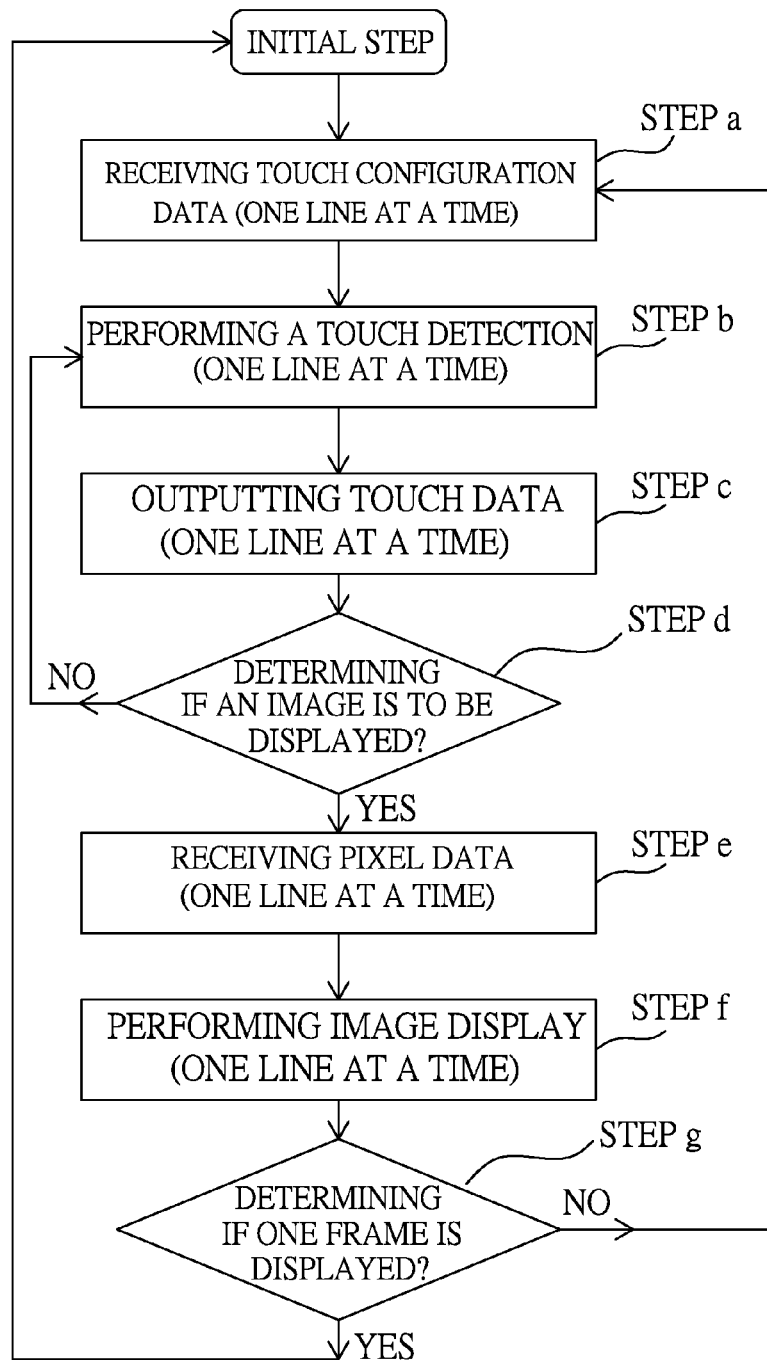 INITIAL STEP
STEP a
RECEIVING TOUCH CONFIGURATION
DATA (ONE LINE AT A TIME)
STEP b
PERFORMING A TOUCH DETECTION
(ONE LINE AT A TIME)
STEP c
OUTPUTTING TOUCH DATA
(ONE LINE AT A TIME)
STEP d
NO
DETERMINING
IF AN IMAGE IS TO BE
DISPLAYED?
YES
STEP e
RECEIVING PIXEL DATA
(ONE LINE AT A TIME)
STEP f
PERFORMING IMAGE DISPLAY
(ONE LINE AT A TIME)
STEP g
DETERMINING
IF ONE FRAME IS
DISPLAYED?
NO
YES